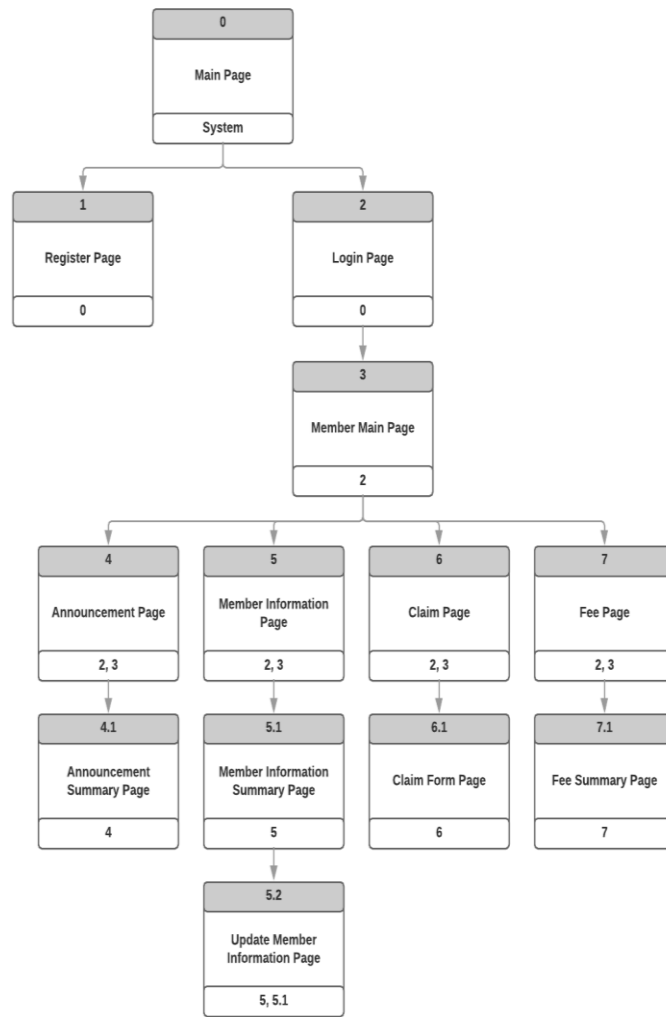 0
Main Page
System
1
Register Page
0
2
Login Page
0
3
Member Main Page
2
4
Announcement Page
2, 3
5
Member Information
Page
2, 3
6
Claim Page
2, 3
7
Fee Page
2, 3
4.1
Announcement
Summary Page
4
5.1
Member Information
Summary Page
5
6.1
Claim Form Page
6
7.1
Fee Summary Page
7
5.2
Update Member
Information Page
5, 5.1